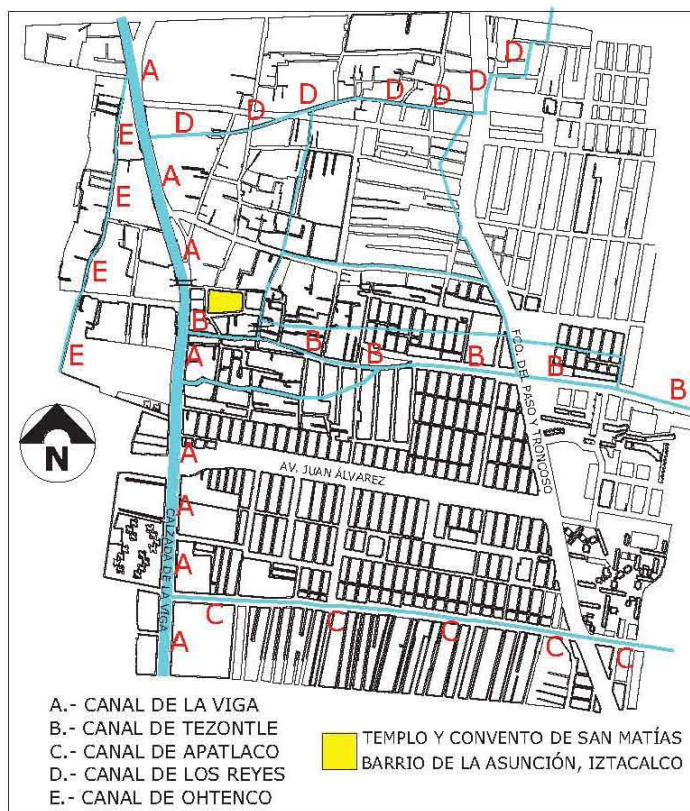 D
A
D
D
D
D
D
D
E
A
E
A
E
B
B
A
B
B
B
B
E
FCO. DEL PASO Y TRONCOSO
A
AV. JUAN ÁLVAREZ
N
A
CALZADA DE LA VIGA
A
C
C
C
C
C
A
A.- CANAL DE LA VIGA
B.- CANAL DE TEZONTLE
C.- CANAL DE APATLACO
D.- CANAL DE LOS REYES
E.- CANAL DE OHTENCO
TEMPLO Y CONVENTO DE SAN MATÍAS
BARRIO DE LA ASUNCIÓN, IZTACALCO